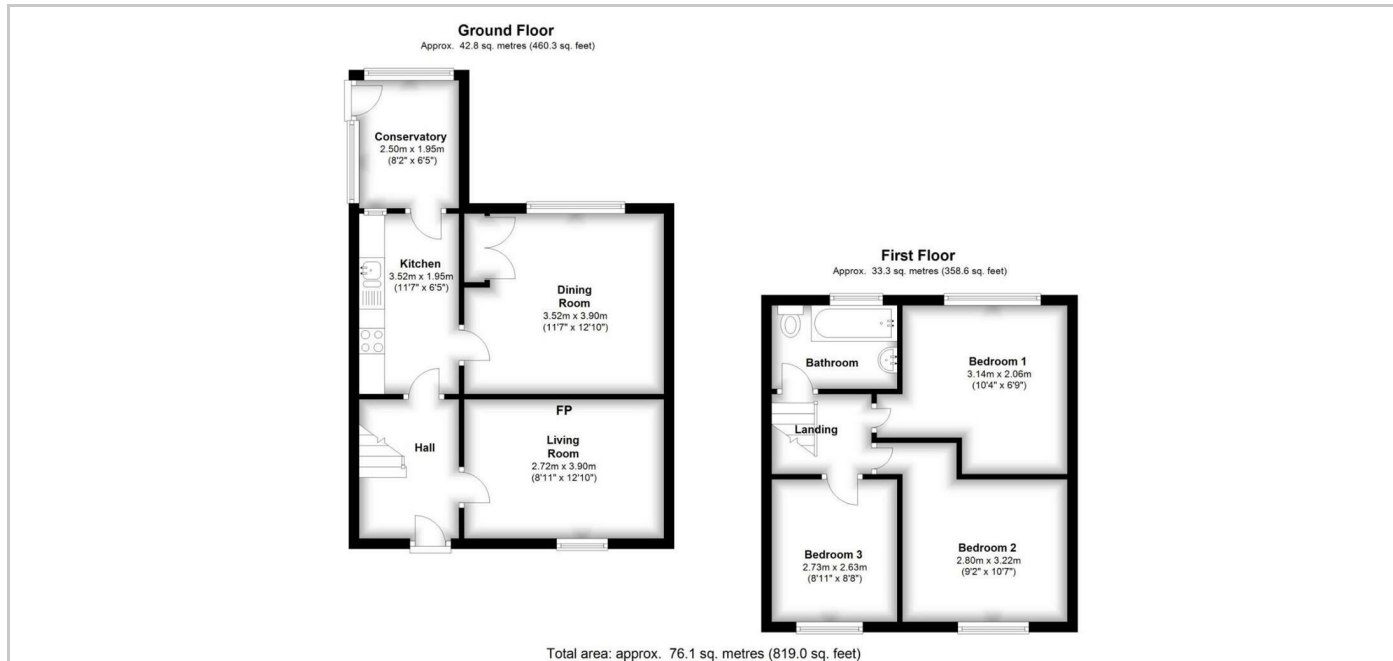 Ground Floor
Approx. 42.8 sq. metres (460.3 sq. feet)
Conservatory
2.50m x 1.95m
(8'2" x 6'5")
Kitchen
3.52m x 1.95m
(11'7" x 6'5")
Dining
Room
3.52m x 3.90m
(11'7" x 12'10")
Hall
FP
Living
Room
2.72m x 3.90m
(8'11" x 12'10")
First Floor
Approx. 33.3 sq. metres (358.6 sq. feet)
Bathroom
Bedroom 1
3.14m x 2.06m
(10'4" x 6'9")
Landing
Bedroom 3
2.73m x 2.63m
(8'11" x 8'8")
Bedroom 2
2.80m x 3.22m
(9'2" x 10'7")
Total area: approx. 76.1 sq. metres (819.0 sq. feet)